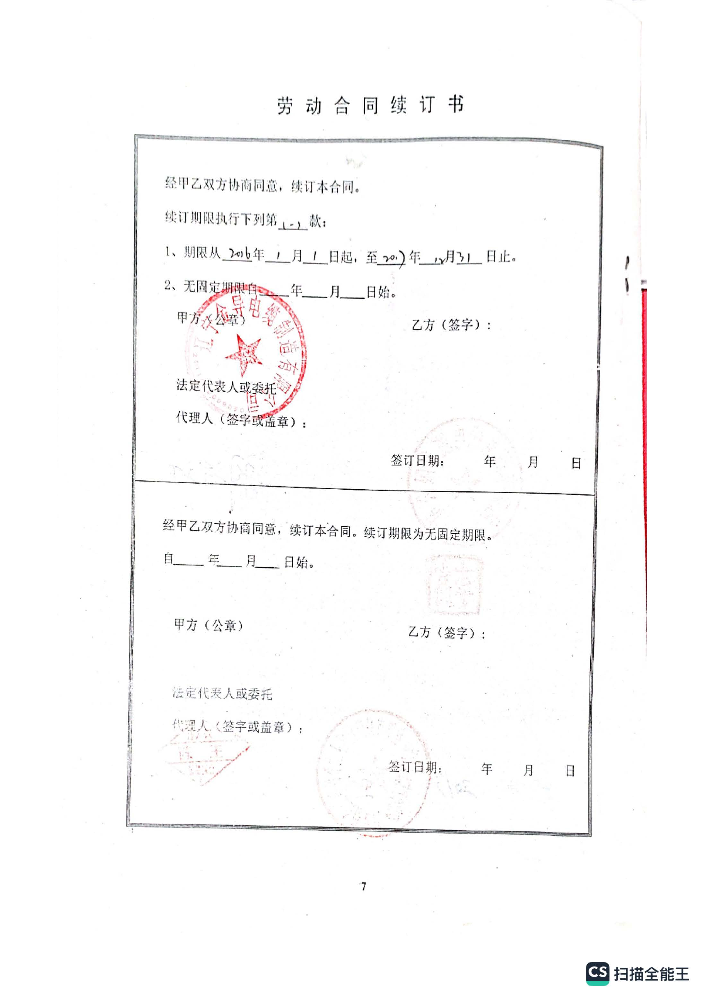 劳动合同续订书
经甲乙双方协商同意，续订本合同。
续订期限执行下列第(一)款：
1、期限从2016年1月1日起，至2017年12月31日止。
2、无固定期限自____年____月____日始。
甲方（公章）
乙方（签字）：
辽宁金导电缆制造有限公司
法定代表人或委托
代理人（签字或盖章）：
签订日期： 年 月 日
经甲乙双方协商同意，续订本合同。续订期限为无固定期限。
自____年____月____日始。
甲方（公章）
乙方（签字）：
法定代表人或委托
代理人（签字或盖章）：
签订日期： 年 月 日
7
CS 扫描全能王